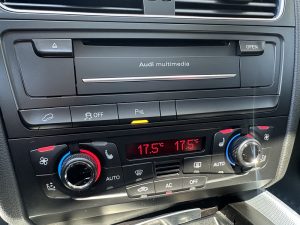 OPEN
Audi multimedia
OFF
P
17.5°C 17.5°C
AUTO
AUTO
AC
OFF